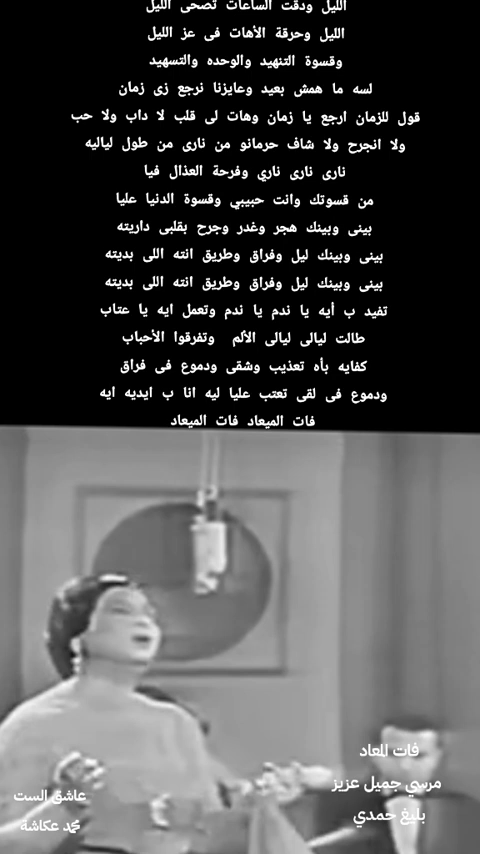 الليل ودقت الساعات تصحى الليل
الليل وحرقة الأهات فى عز الليل
وقسوة التنهيد والوحده والتسهيد
لسه ما همش بعيد وعايزنا نرجع زى زمان
قول للزمان ارجع يا زمان وهات لى قلب لا داب ولا حب
ولا انجرح ولا شاف حرمانو من نارى من طول لياليه
نارى نارى ناري وفرحة العذال فيا
من قسوتك وانت حبيبي وقسوة الدنيا عليا
بينى وبينك هجر وغدر وجرح بقلبى داريته
بينى وبينك ليل وفراق وطريق انته اللى بديته
بينى وبينك ليل وفراق وطريق انته اللى بديته
تفيد ب أيه يا ندم يا ندم وتعمل ايه يا عتاب
طالت ليالى ليالى الألم وتفرقوا الأحباب
كفايه بأه تعذيب وشقى ودموع فى فراق
ودموع فى لقى تعتب عليا ليه انا ب ايديه ايه
فات الميعاد فات الميعاد
فات المعاد
مرسي جميل عزيز
بليغ حمدي
عاشق الست
محمد عكاشة